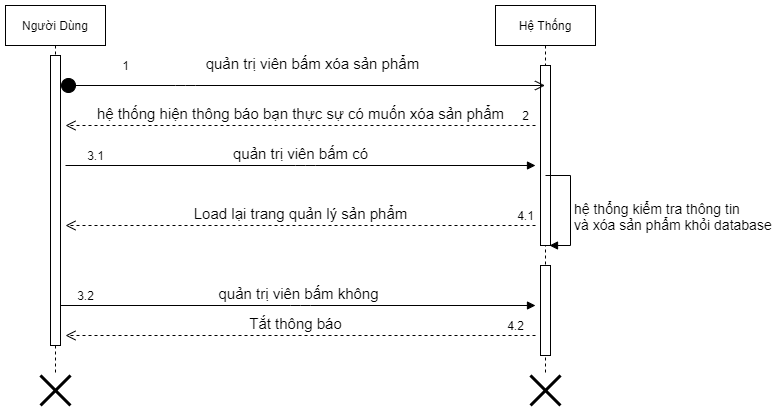 Người Dùng
Hệ Thống
1
quản trị viên bấm xóa sản phẩm
hệ thống hiện thông báo bạn thực sự có muốn xóa sản phẩm
2
3.1
quản trị viên bấm có
hệ thống kiểm tra thông tin
và xóa sản phẩm khỏi database
Load lại trang quản lý sản phẩm
4.1
3.2
quản trị viên bấm không
Tắt thông báo
4.2